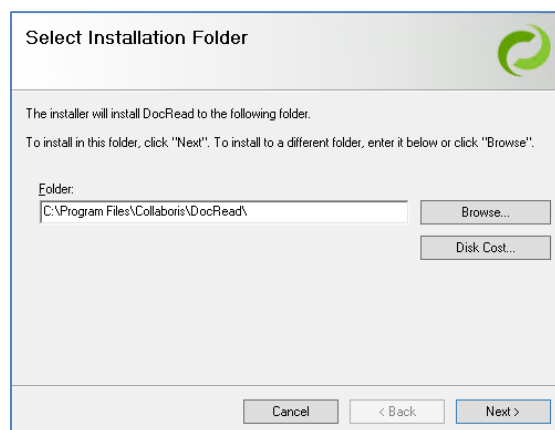 Select Installation Folder
The installer will install DocRead to the following folder.
To install in this folder, click "Next". To install to a different folder, enter it below or click "Browse".
Folder:
C:\Program Files\Collaboris\DocRead\
Browse...
Disk Cost...
Cancel
< Back
Next >